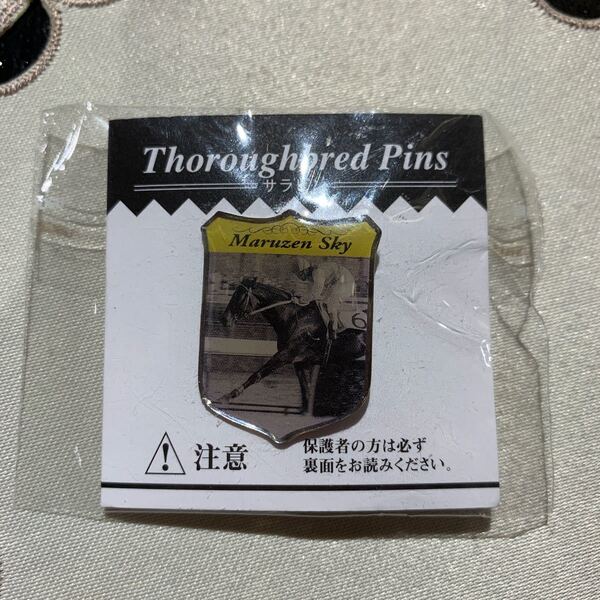 Thoroughbred Pins
サラ
Maruzen Sky
6
注意
保護者の方は必ず
裏面をお読みください。